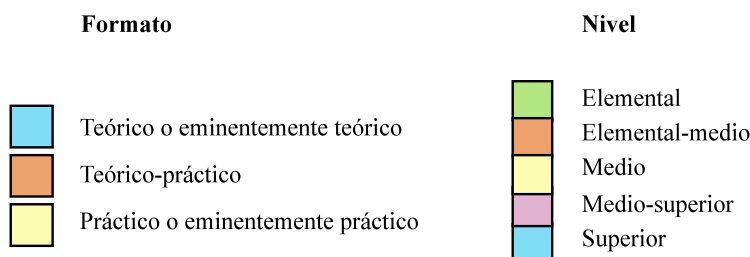 Formato
Teórico o eminentemente teórico
Teórico-práctico
Práctico o eminentemente práctico
Nivel
Elemental
Elemental-medio
Medio
Medio-superior
Superior